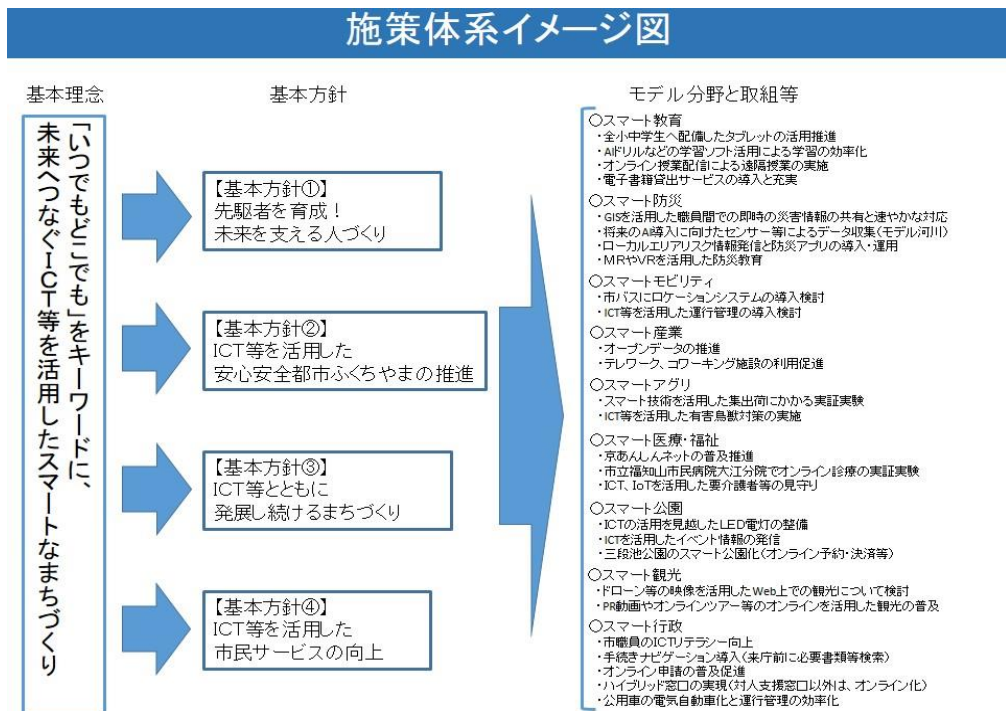 施策体系イメージ図
基本理念
「いつでもどこでも」をキーワードに、
未来へつなぐICT等を活用したスマートなまちづくり
基本方針
【基本方針①】
先駆者を育成！
未来を支える人づくり
【基本方針②】
ICT等を活用した
安心安全都市ふくちやまの推進
【基本方針③】
ICT等とともに
発展し続けるまちづくり
【基本方針④】
ICT等を活用した
市民サービスの向上
モデル分野と取組等
○スマート教育
・全小中学生へ配備したタブレットの活用推進
・AIドリルなどの学習ソフト活用による学習の効率化
・オンライン授業配信による遠隔授業の実施
・電子書籍貸出サービスの導入と充実
○スマート防災
・GISを活用した職員間での即時の災害情報の共有と速やかな対応
・将来のAI導入に向けたセンサー等によるデータ収集(モデル河川)
・ローカルエリアリスク情報発信と防災アプリの導入・運用
・MRやVRを活用した防災教育
○スマートモビリティ
・市バスにロケーションシステムの導入検討
・ICT等を活用した運行管理の導入検討
○スマート産業
・オープンデータの推進
・テレワーク、コワーキング施設の利用促進
○スマートアグリ
・スマート技術を活用した集出荷にかかる実証実験
・ICT等を活用した有害鳥獣対策の実施
○スマート医療・福祉
・京あんしんネットの普及推進
・市立福知山市民病院大江分院でオンライン診療の実証実験
・ICT、IoTを活用した要介護者等の見守り
○スマート公園
・ICTの活用を見越したLED電灯の整備
・ICTを活用したイベント情報の発信
・三段池公園のスマート公園化(オンライン予約・決済等)
○スマート観光
・ドローン等の映像を活用したWeb上での観光について検討
・PR動画やオンラインツアー等のオンラインを活用した観光の普及
○スマート行政
・市職員のICTリテラシー向上
・手続きナビゲーション導入(来庁前に必要書類等検索)
・オンライン申請の普及促進
・ハイブリッド窓口の実現(対人支援窓口以外は、オンライン化)
・公用車の電気自動車化と運行管理の効率化